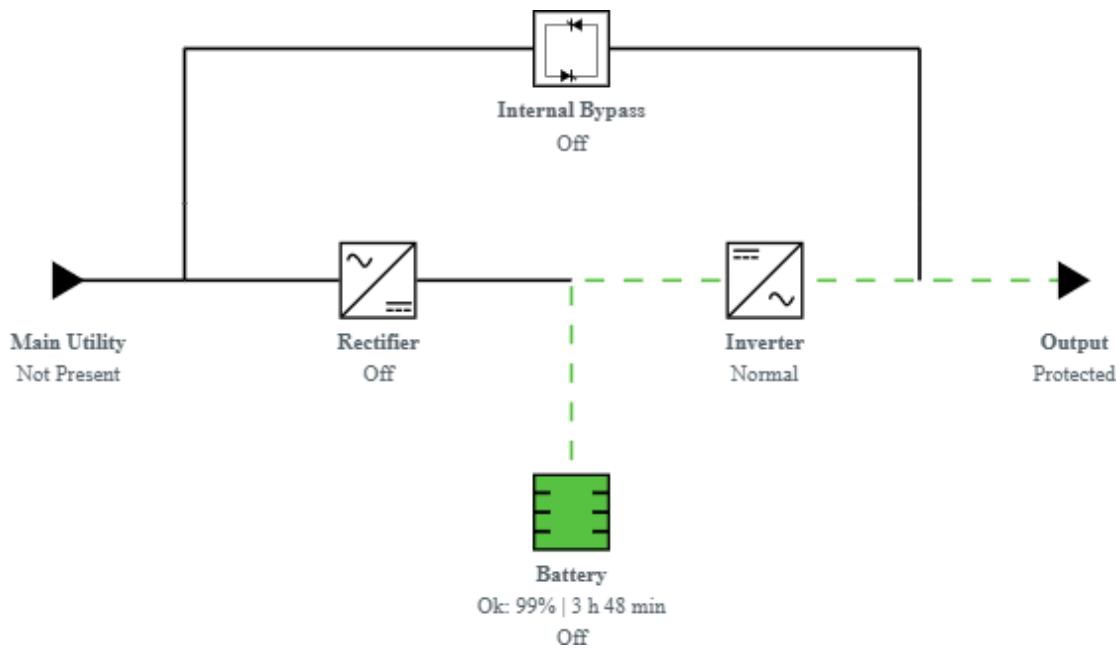 Internal Bypass
Off
Main Utility
Not Present
Rectifier
Off
Inverter
Normal
Output
Protected
Battery
Ok: 99% | 3 h 48 min
Off